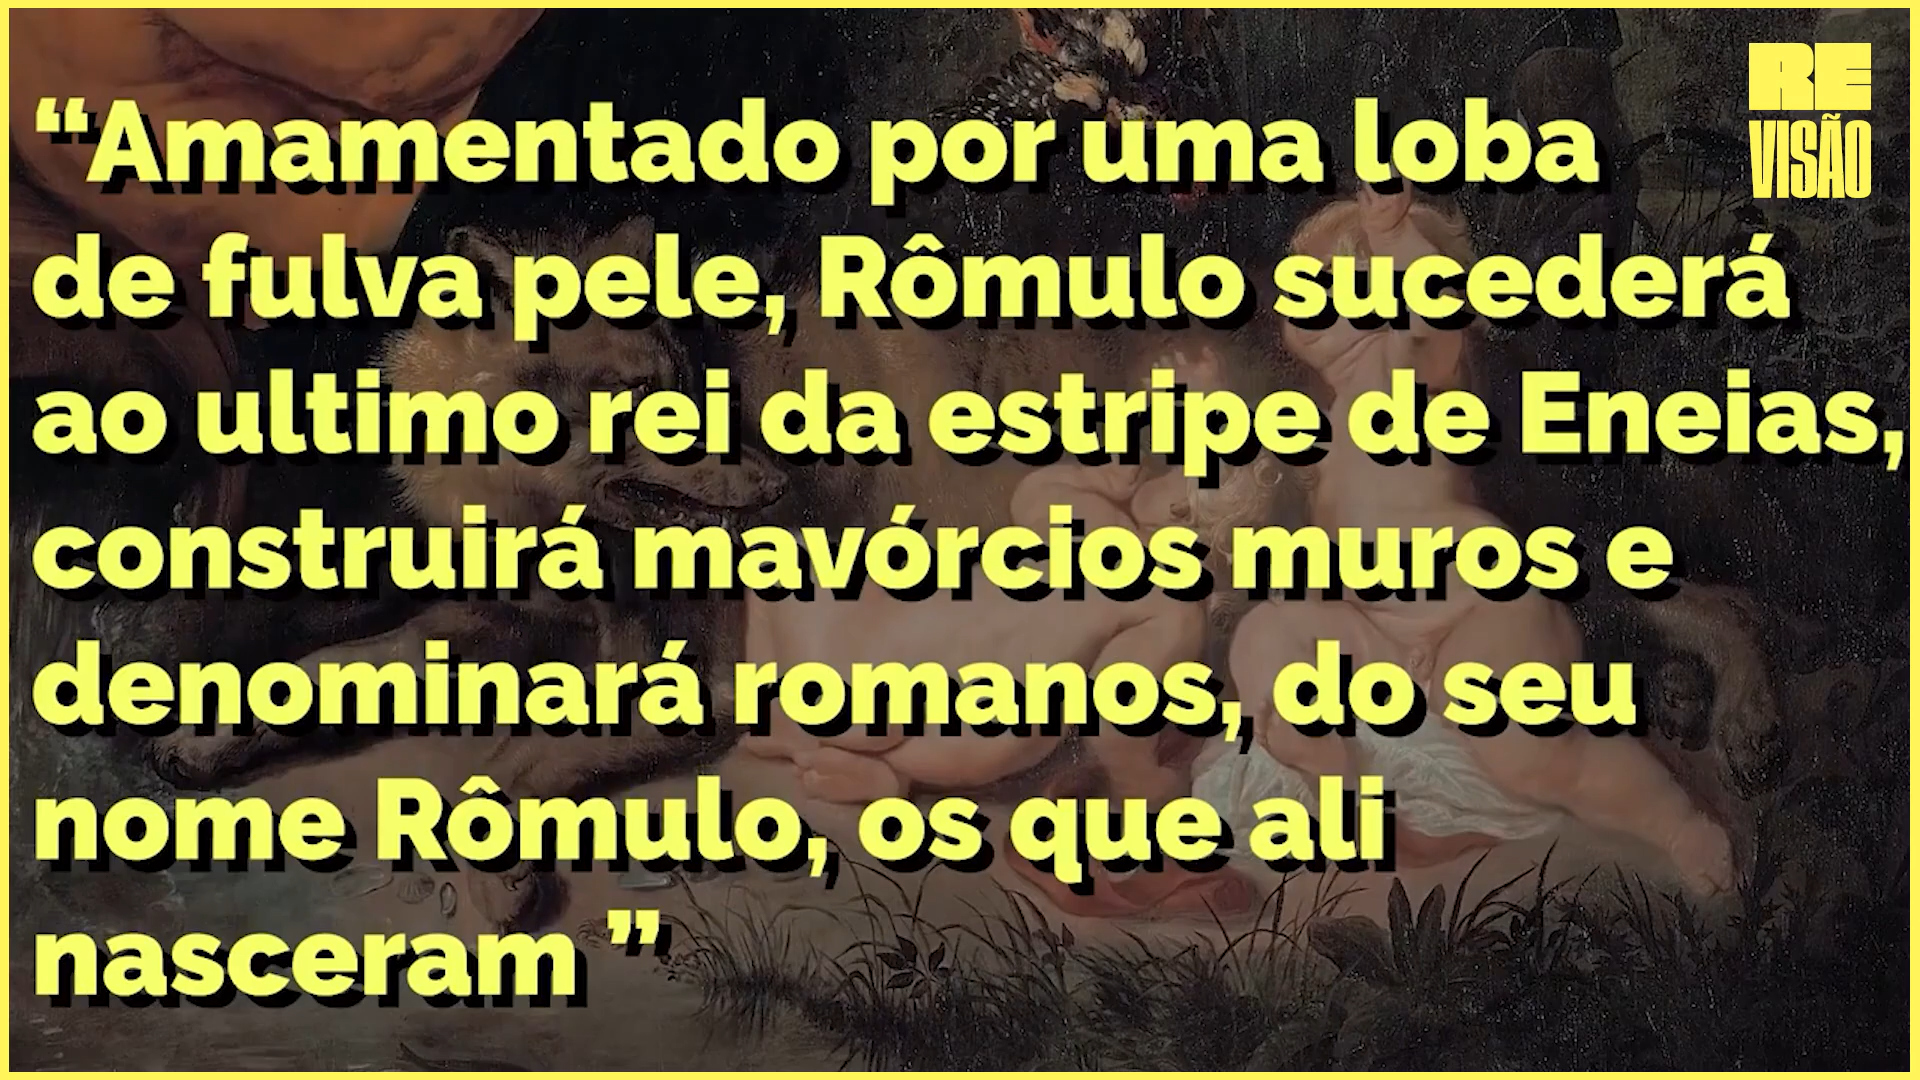 RE
VISÃO
“Amamentado por uma loba
de fulva pele, Rômulo sucederá
ao ultimo rei da estripe de Eneias,
construirá mavórcios muros e
denominará romanos, do seu
nome Rômulo, os que ali
nasceram ”